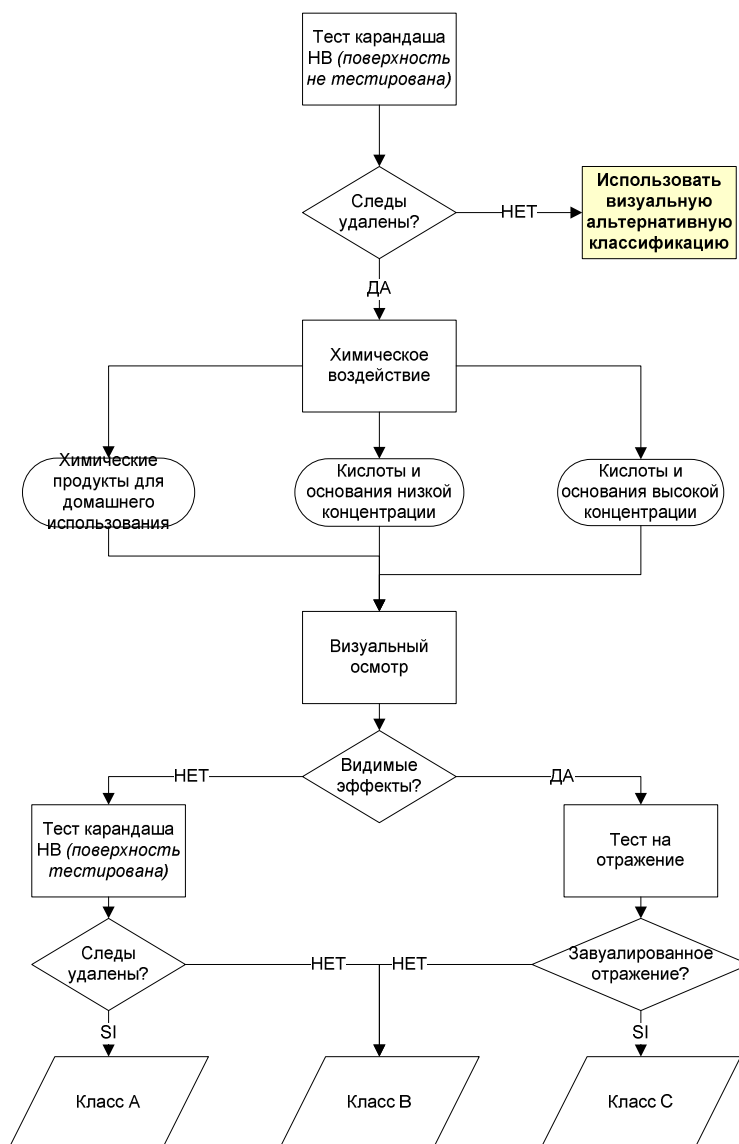 Тест карандаша
HB (поверхность
не тестирована)
Следы
удалены?
НЕТ
Использовать
визуальную
альтернативную
классификацию
ДА
Химическое
воздействие
Химические
продукты для
домашнего
использования
Кислоты и
основания низкой
концентрации
Кислоты и
основания высокой
концентрации
Визуальный
осмотр
Видимые
эффекты?
НЕТ
ДА
Тест карандаша
HB (поверхность
тестирована)
Тест на
отражение
Следы
удалены?
НЕТ
НЕТ
Завуалированное
отражение?
SI
SI
Класс A
Класс B
Класс C